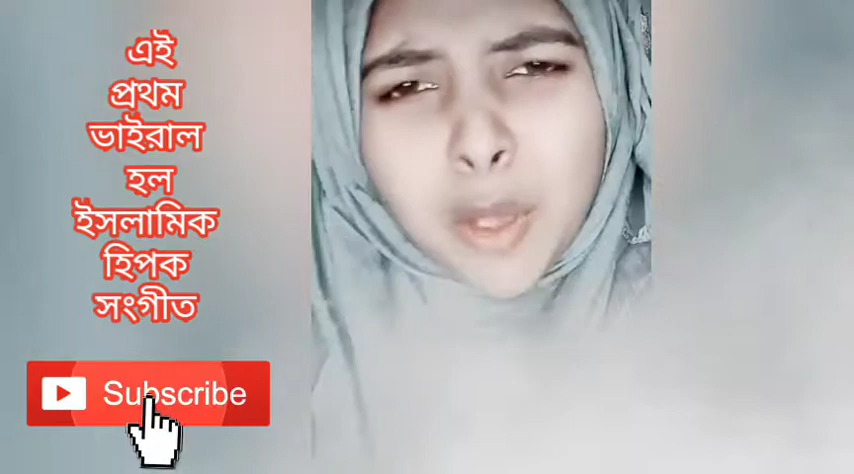 এই
প্রথম
ভাইরাল
হল
ইসলামিক
হিপক
সংগীত
Subscribe